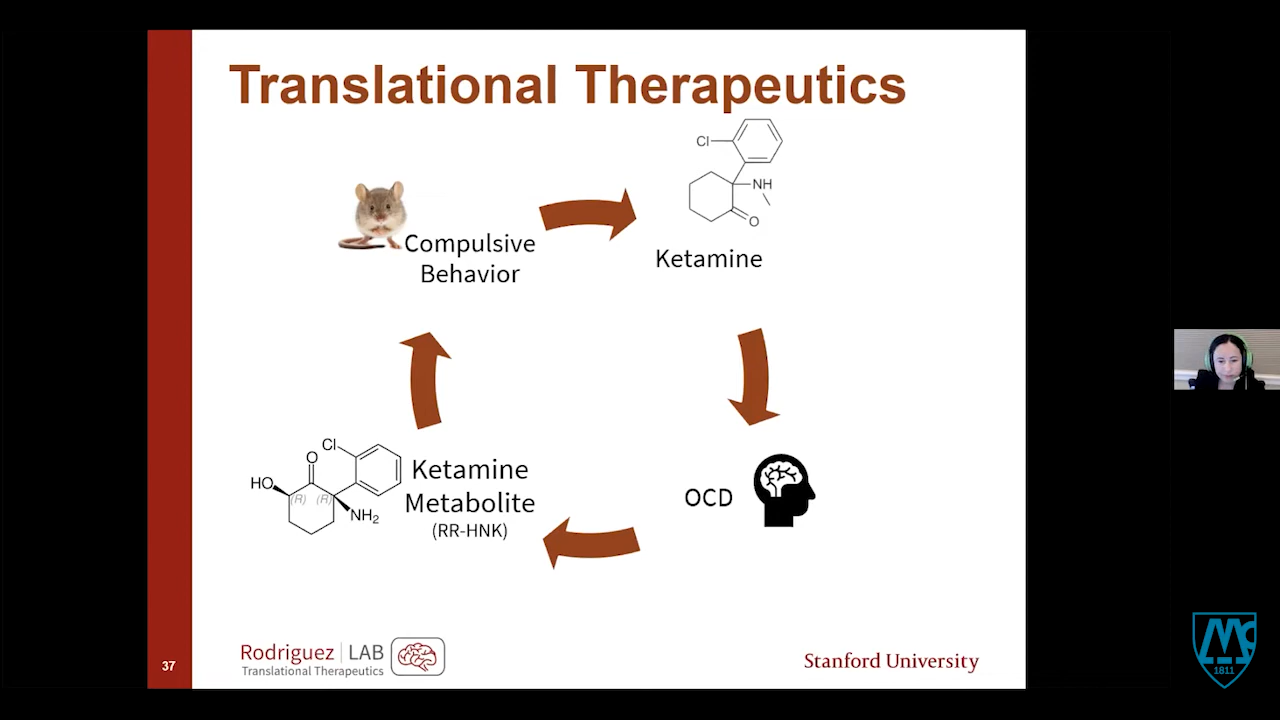 Translational Therapeutics
Cl
NH
O
Compulsive
Behavior
Ketamine
Cl
O
HO
(R)
(R)
NH2
Ketamine
Metabolite
(RR-HNK)
OCD
37
Rodriguez LAB
Translational Therapeutics
Stanford University
1811